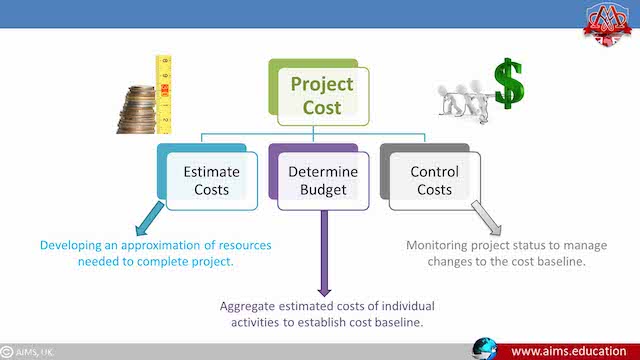 Project
Cost
Estimate
Costs
Determine
Budget
Control
Costs
Developing an approximation of resources
needed to complete project.
Monitoring project status to manage
changes to the cost baseline.
Aggregate estimated costs of individual
activities to establish cost baseline.
© AIMS, UK
www.aims.education